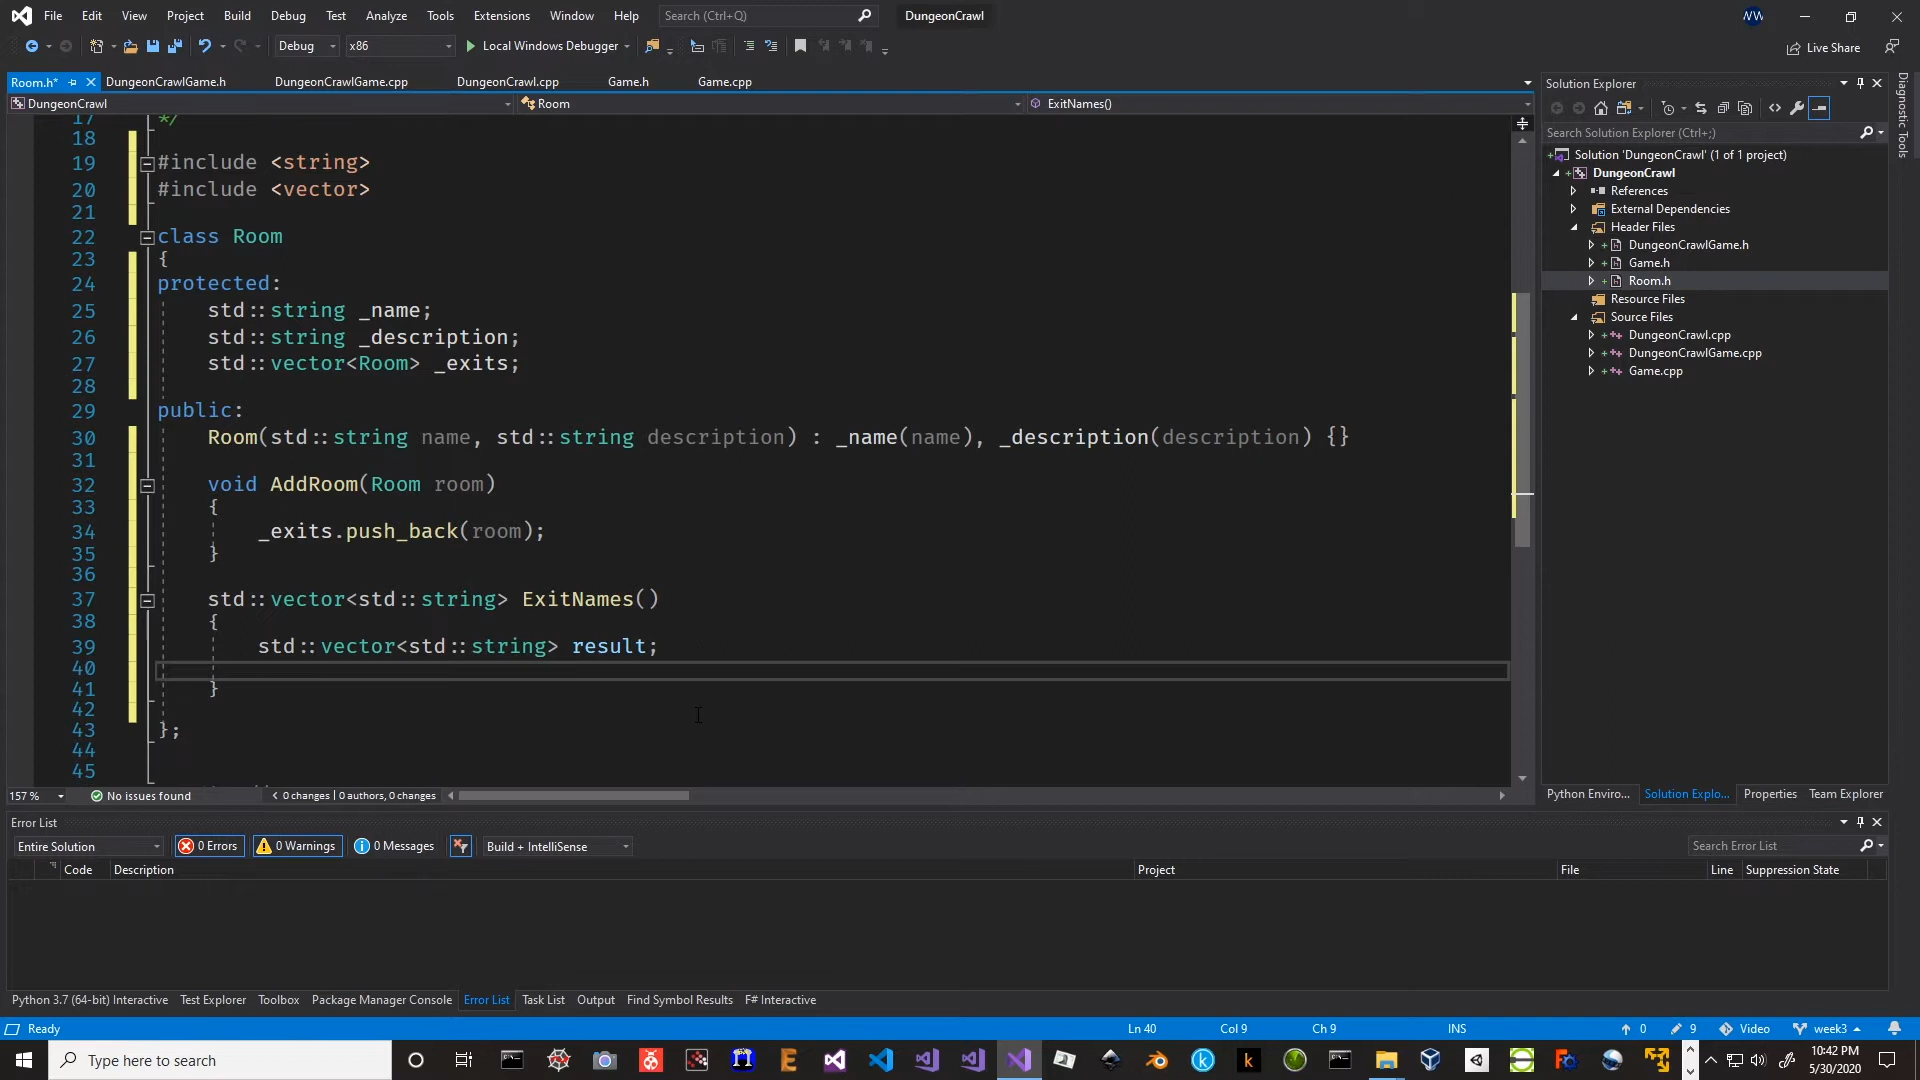 File Edit View Project Build Debug Test Analyze Tools Extensions Window Help Search (Ctrl+Q) DungeonCrawl
Debug x86 Local Windows Debugger Live Share
Room.h* DungeonCrawlGame.h DungeonCrawlGame.cpp DungeonCrawl.cpp Game.h Game.cpp
DungeonCrawl Room ExitNames()
17 */
18
19 #include <string>
20 #include <vector>
21
22 class Room
23 {
24 protected:
25 std::string _name;
26 std::string _description;
27 std::vector<Room> _exits;
28
29 public:
30 Room(std::string name, std::string description) : _name(name), _description(description) {}
31
32 void AddRoom(Room room)
33 {
34 _exits.push_back(room);
35 }
36
37 std::vector<std::string> ExitNames()
38 {
39 std::vector<std::string> result;
40
41 }
42
43 };
44
45
157 % No issues found 0 changes | 0 authors, 0 changes
Solution Explorer
Search Solution Explorer (Ctrl+;)
Solution 'DungeonCrawl' (1 of 1 project)
DungeonCrawl
References
External Dependencies
Header Files
DungeonCrawlGame.h
Game.h
Room.h
Resource Files
Source Files
DungeonCrawl.cpp
DungeonCrawlGame.cpp
Game.cpp
Python Enviro... Solution Explo... Properties Team Explorer
Diagnostic Tools
Error List
Entire Solution 0 Errors 0 Warnings 0 Messages Build + IntelliSense Search Error List
Code Description Project File Line Suppression State
Python 3.7 (64-bit) Interactive Test Explorer Toolbox Package Manager Console Error List Task List Output Find Symbol Results F# Interactive
Ready Ln 40 Col 9 Ch 9 INS 0 9 Video week3
Type here to search 10:42 PM
5/30/2020